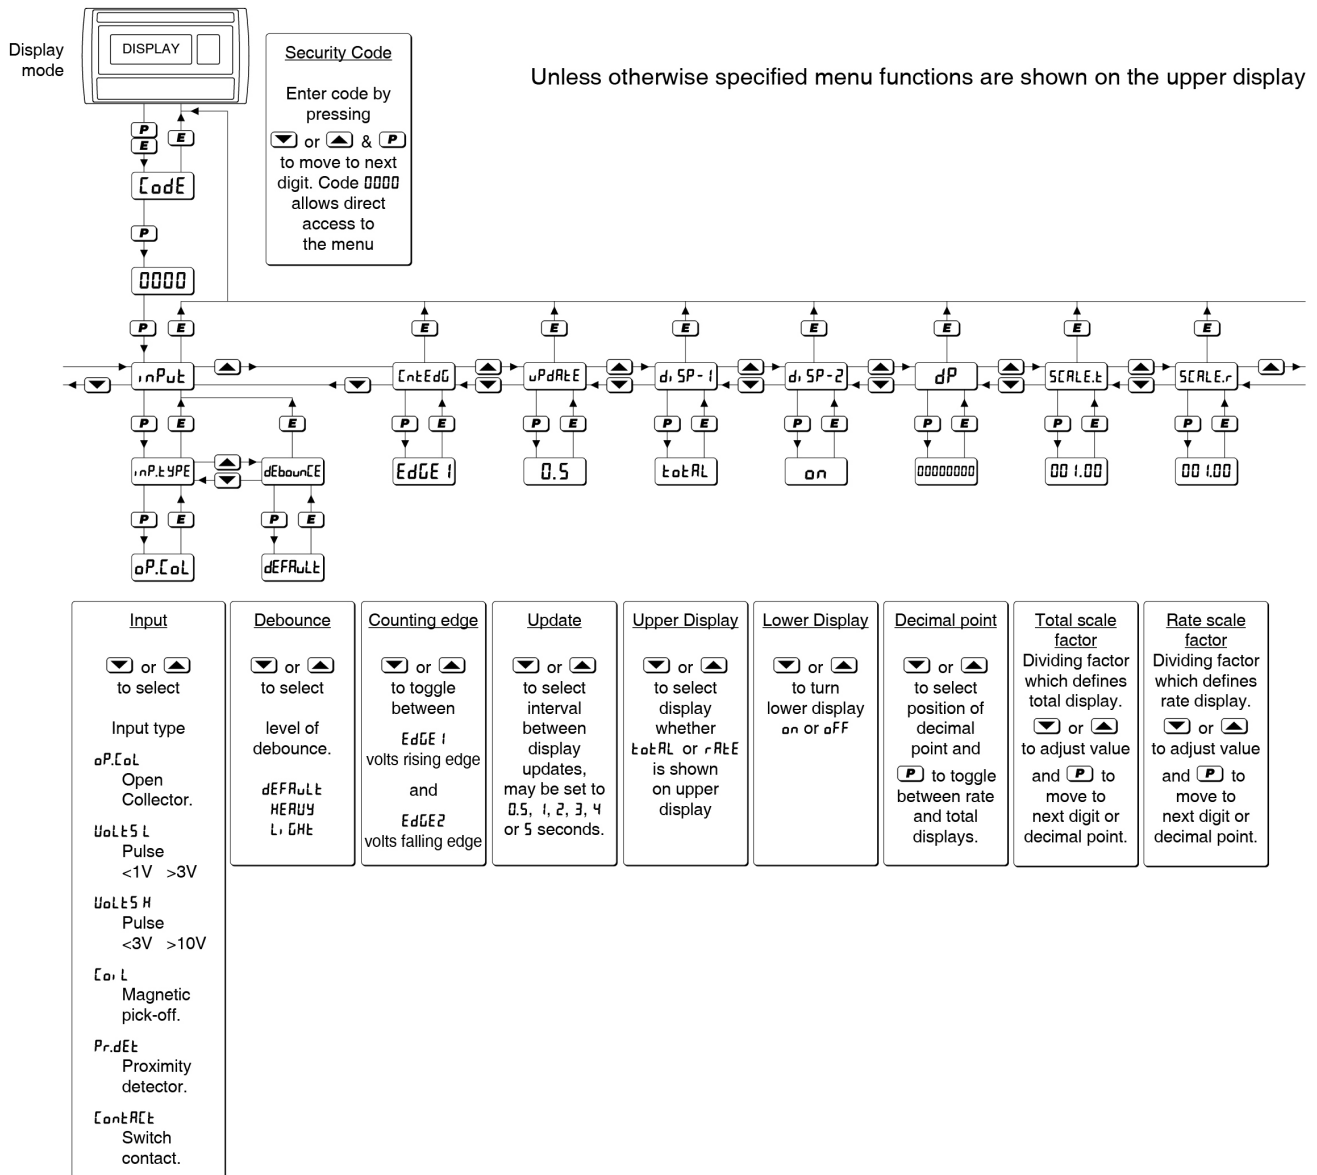 Display
mode
DISPLAY
Security Code
Enter code by
pressing
or & P
to move to next
digit. Code 0000
allows direct
access to
the menu
Unless otherwise specified menu functions are shown on the upper display
P
E
E
CodE
P
0000
P E E E E E E E E
inPut CntEdG uPdAtE diSP-1 diSP-2 dP SCALE.t SCALE.r
P E E P E P E P E P E P E P E P E
inP.tYPE dEbounCE EdGE 1 0.5 totAL on 00000000 001.00 001.00
P E P E
oP.CoL dEFAuLt
Input
or
to select
Input type
oP.CoL
Open
Collector.
VoLtS L
Pulse
<1V >3V
VoLtS H
Pulse
<3V >10V
CoiL
Magnetic
pick-off.
Pr.dEt
Proximity
detector.
ContACt
Switch
contact.
Debounce
or
to select
level of
debounce.
dEFAuLt
HEAVY
LiGHt
Counting edge
or
to toggle
between
EdGE 1
volts rising edge
and
EdGE2
volts falling edge
Update
or
to select
interval
between
display
updates,
may be set to
0.5, 1, 2, 3, 4
or 5 seconds.
Upper Display
or
to select
display
whether
totAL or rAtE
is shown
on upper
display
Lower Display
or
to turn
lower display
on or oFF
Decimal point
or
to select
position of
decimal
point and
P to toggle
between rate
and total
displays.
Total scale
factor
Dividing factor
which defines
total display.
or
to adjust value
and P to
move to
next digit or
decimal point.
Rate scale
factor
Dividing factor
which defines
rate display.
or
to adjust value
and P to
move to
next digit or
decimal point.